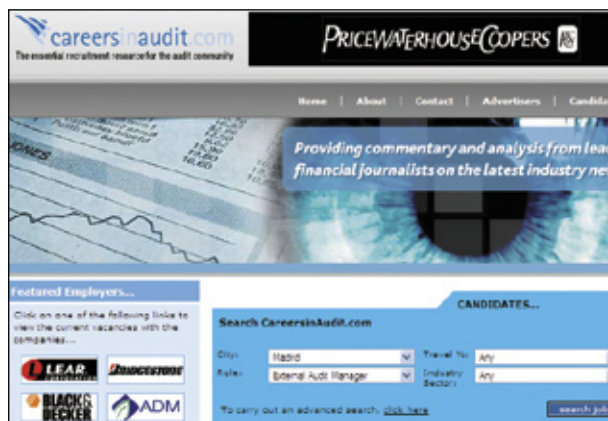 careersinaudit.com
The essential recruitment resource for the audit community
PRICEWATERHOUSECOOPERS
Home | About | Contact | Advertisers | Candida
Providing commentary and analysis from lea
financial journalists on the latest industry ne
JONES
Featured Employers...
Click on one of the following links to
view the current vacancies with the
companies...
LEAR
BRIDGESTONE
BLACK&
DECKER
ADM
CANDIDATES...
Search CareersinAudit.com
City: Madrid Travel %: Any
Role: External Audit Manager Industry
Sector: Any
To carry out an advanced search, click here
search job